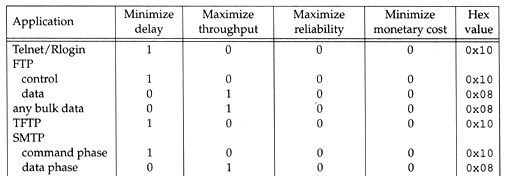 Application Minimize delay Maximize throughput Maximize reliability Minimize monetary cost Hex value
Telnet/Rlogin 1 0 0 0 0x10
FTP
control 1 0 0 0 0x10
data 0 1 0 0 0x08
any bulk data 0 1 0 0 0x08
TFTP 1 0 0 0 0x10
SMTP
command phase 1 0 0 0 0x10
data phase 0 1 0 0 0x08